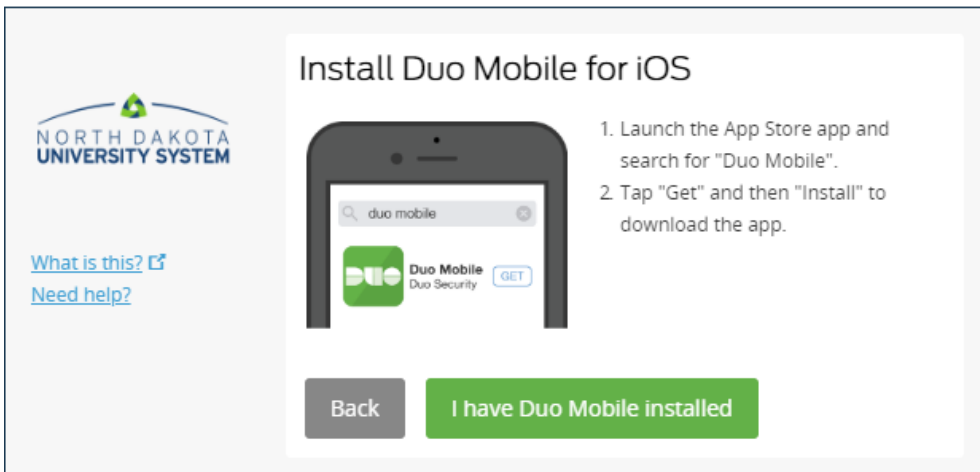 NORTH DAKOTA
UNIVERSITY SYSTEM
What is this?
Need help?
Install Duo Mobile for iOS
duo mobile
DUO
Duo Mobile
Duo Security
GET
1. Launch the App Store app and
search for "Duo Mobile".
2. Tap "Get" and then "Install" to
download the app.
Back
I have Duo Mobile installed